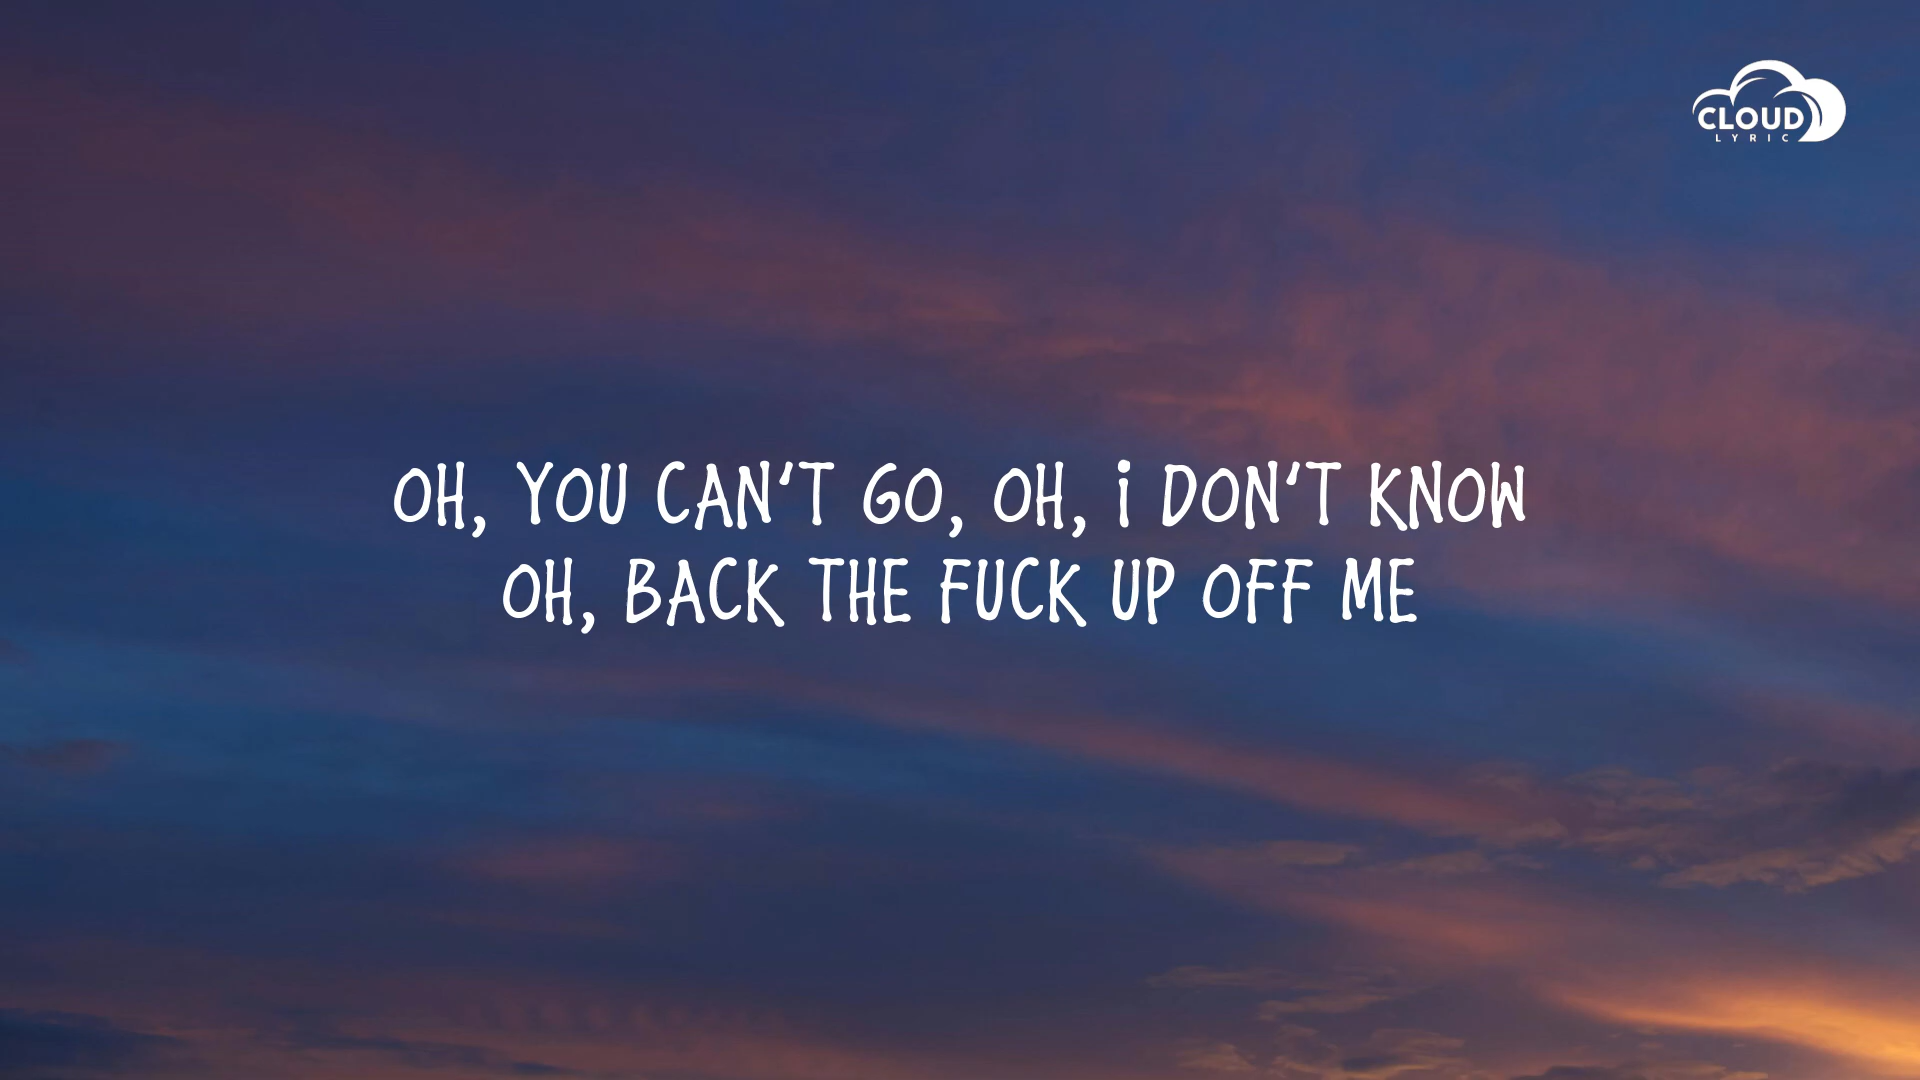 CLOUD
LYRIC
OH, YOU CAN'T GO, OH, i DON'T KNOW
OH, BACK THE FUCK UP OFF ME